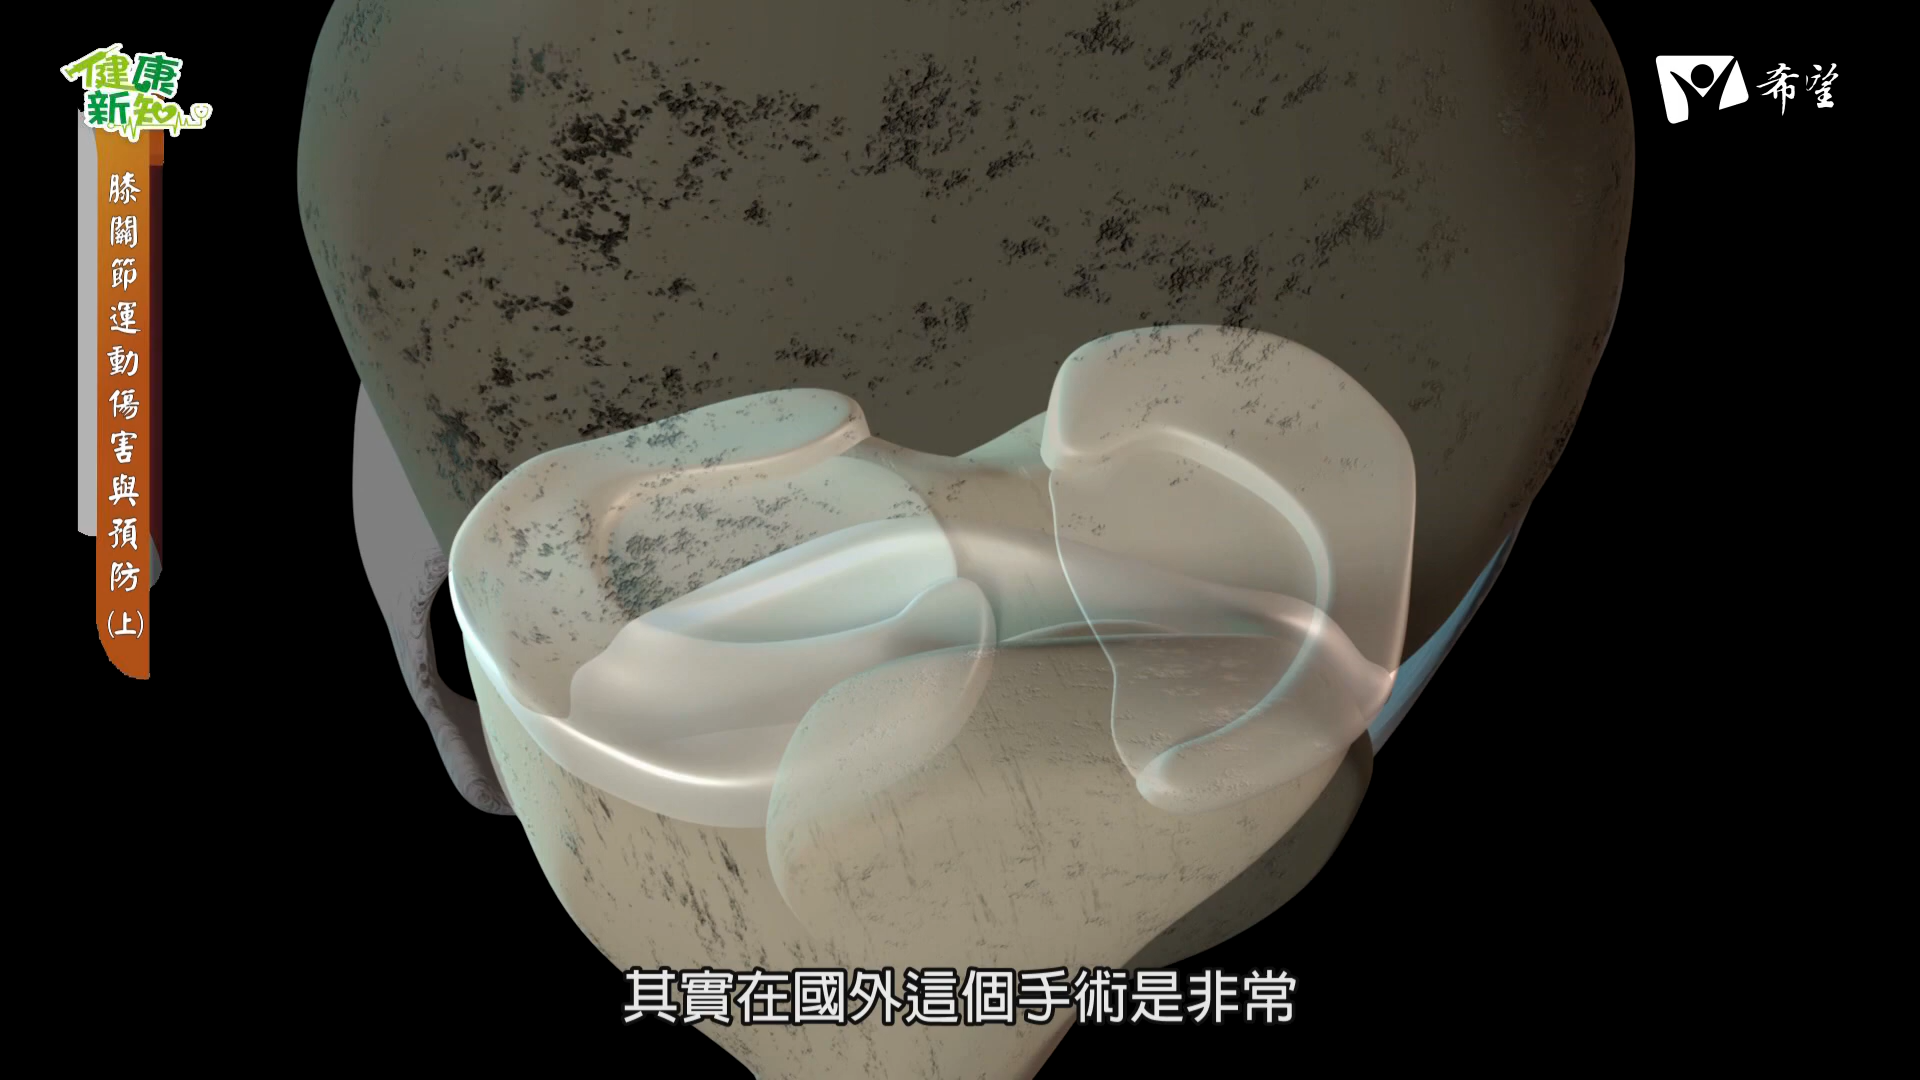 健康
新知
希望
膝關節運動傷害與預防(上)
其實在國外這個手術是非常